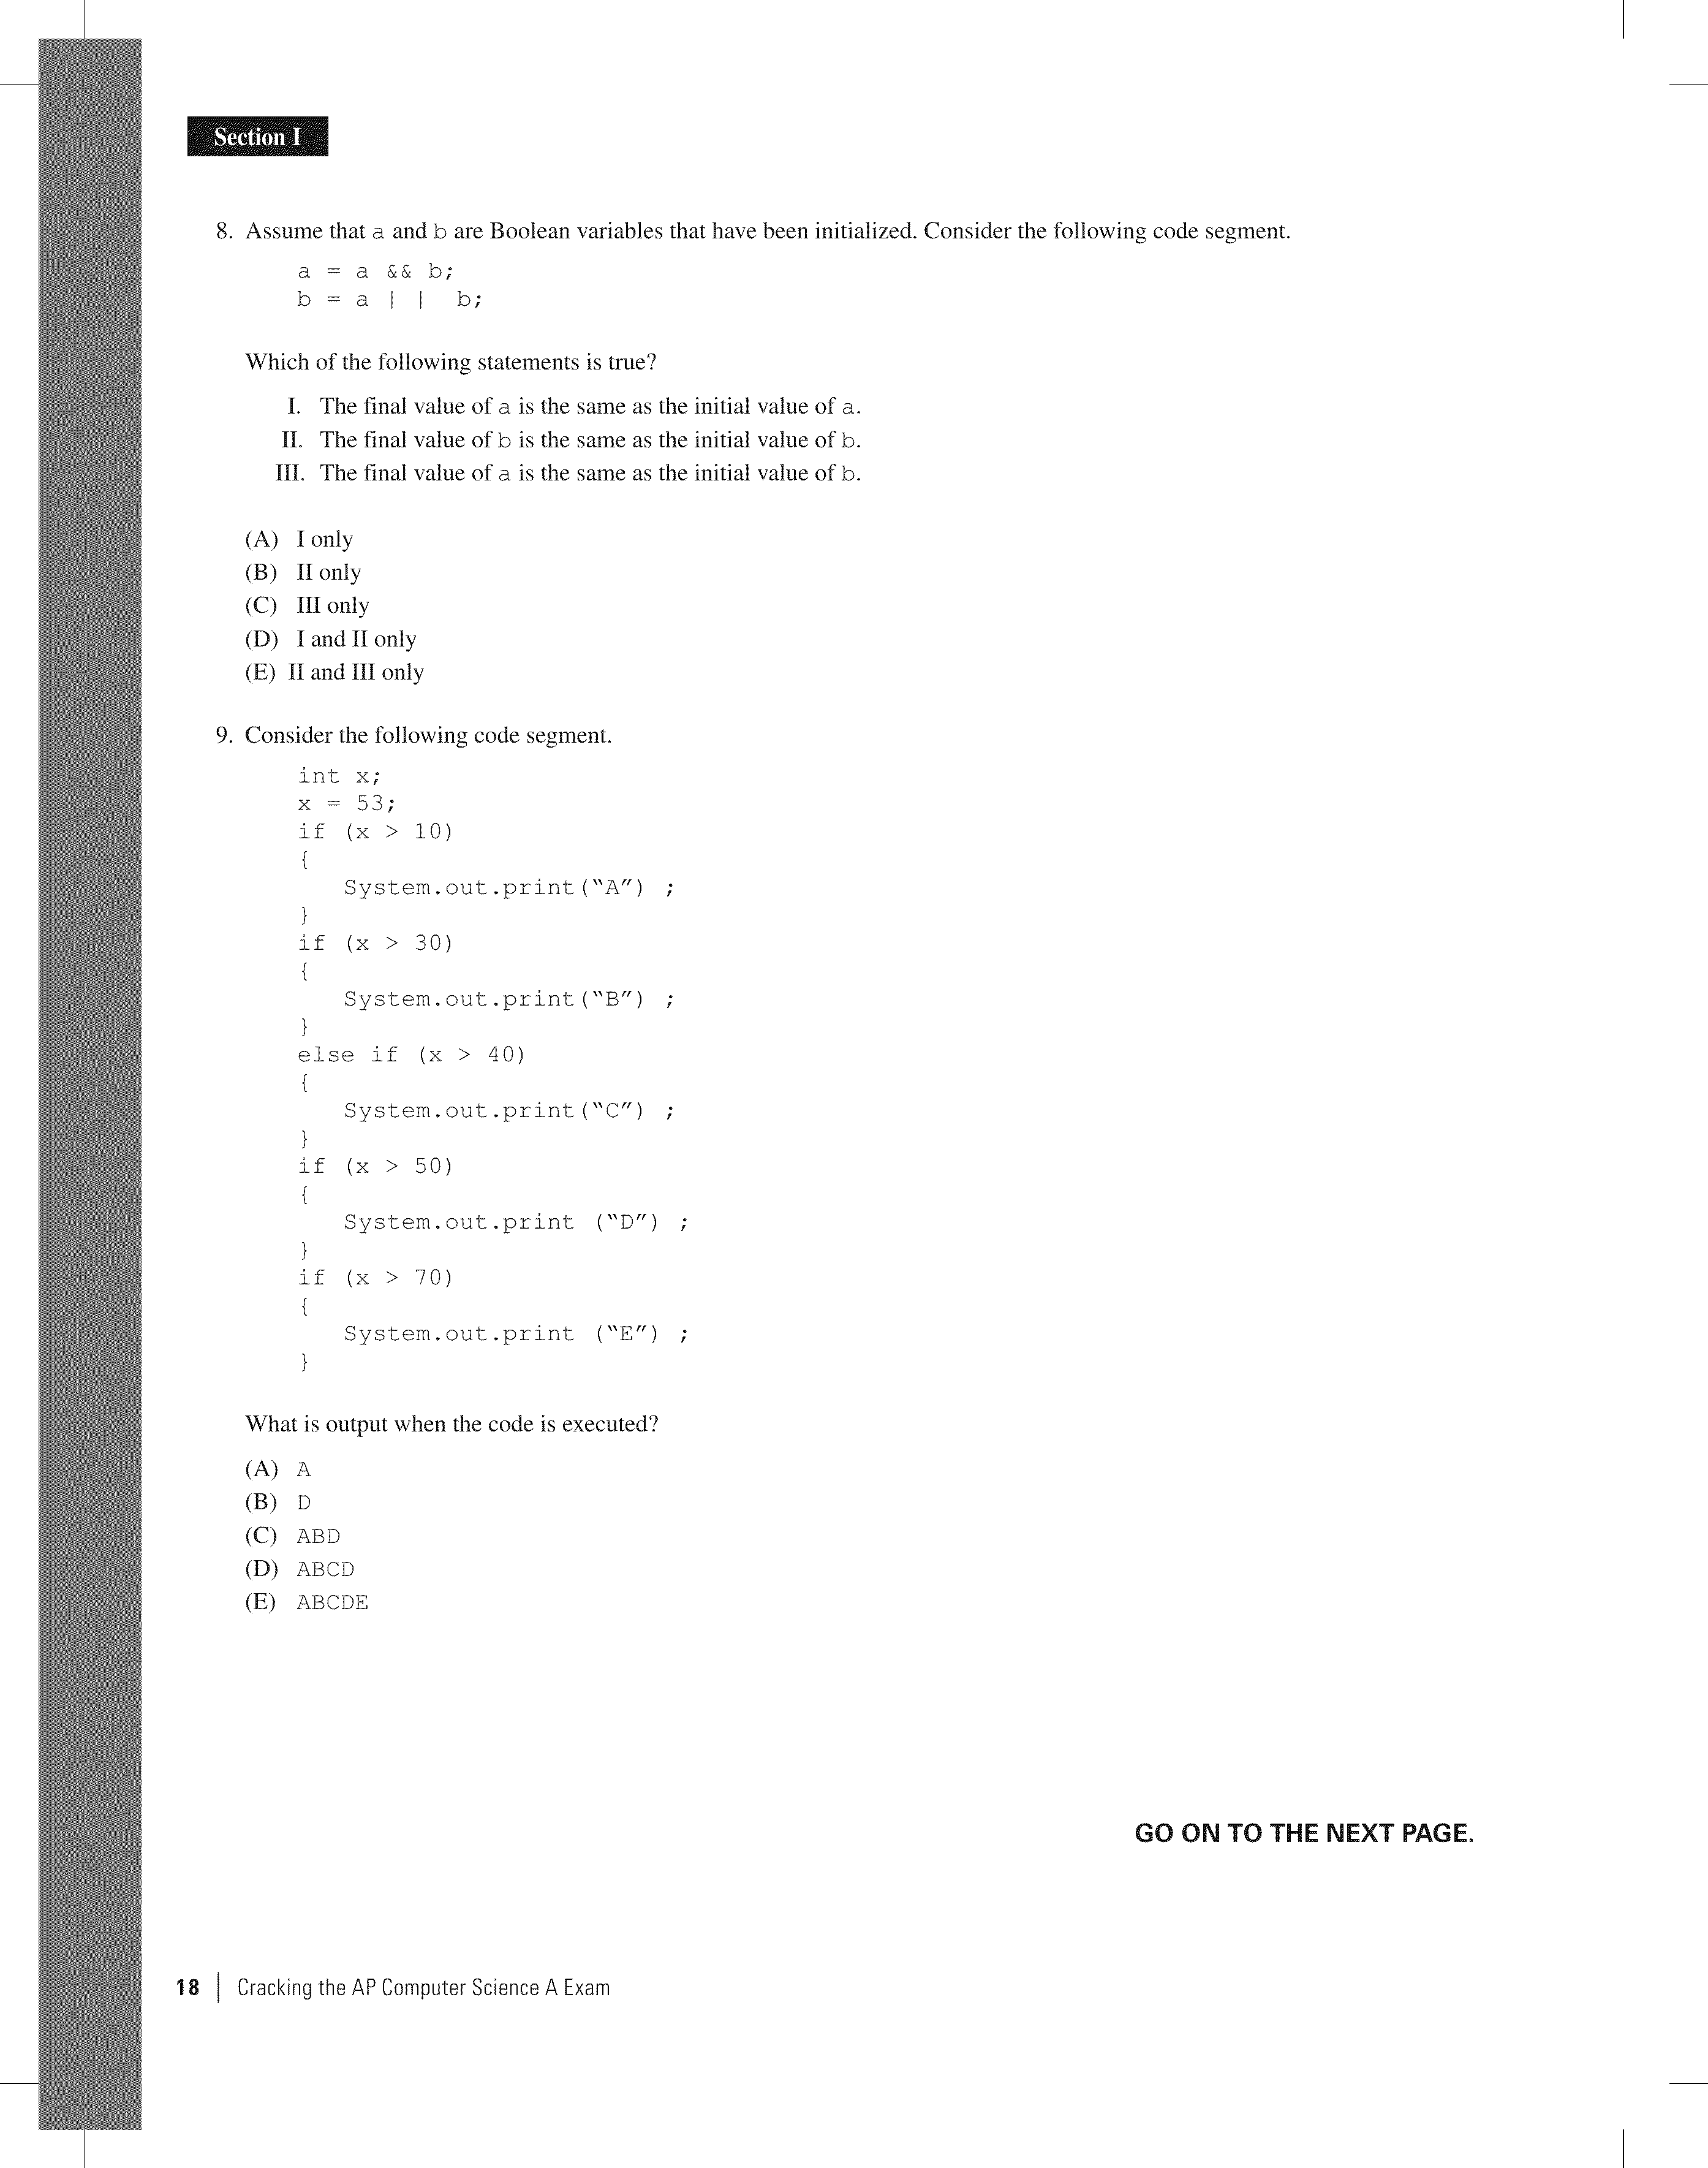 Section I
8. Assume that a and b are Boolean variables that have been initialized. Consider the following code segment.
a = a && b;
b = a | |  b;
Which of the following statements is true?
I. The final value of a is the same as the initial value of a.
II. The final value of b is the same as the initial value of b.
III. The final value of a is the same as the initial value of b.
(A) I only
(B) II only
(C) III only
(D) I and II only
(E) II and III only
9. Consider the following code segment.
int x;
x = 53;
if (x > 10)
{
System.out.print(“A”) ;
}
if (x > 30)
{
System.out.print(“B”) ;
}
else if (x > 40)
{
System.out.print(“C”) ;
}
if (x > 50)
{
System.out.print (“D”) ;
}
if (x > 70)
{
System.out.print (“E”) ;
}
What is output when the code is executed?
(A) A
(B) D
(C) ABD
(D) ABCD
(E) ABCDE
GO ON TO THE NEXT PAGE.
18 | Cracking the AP Computer Science A Exam